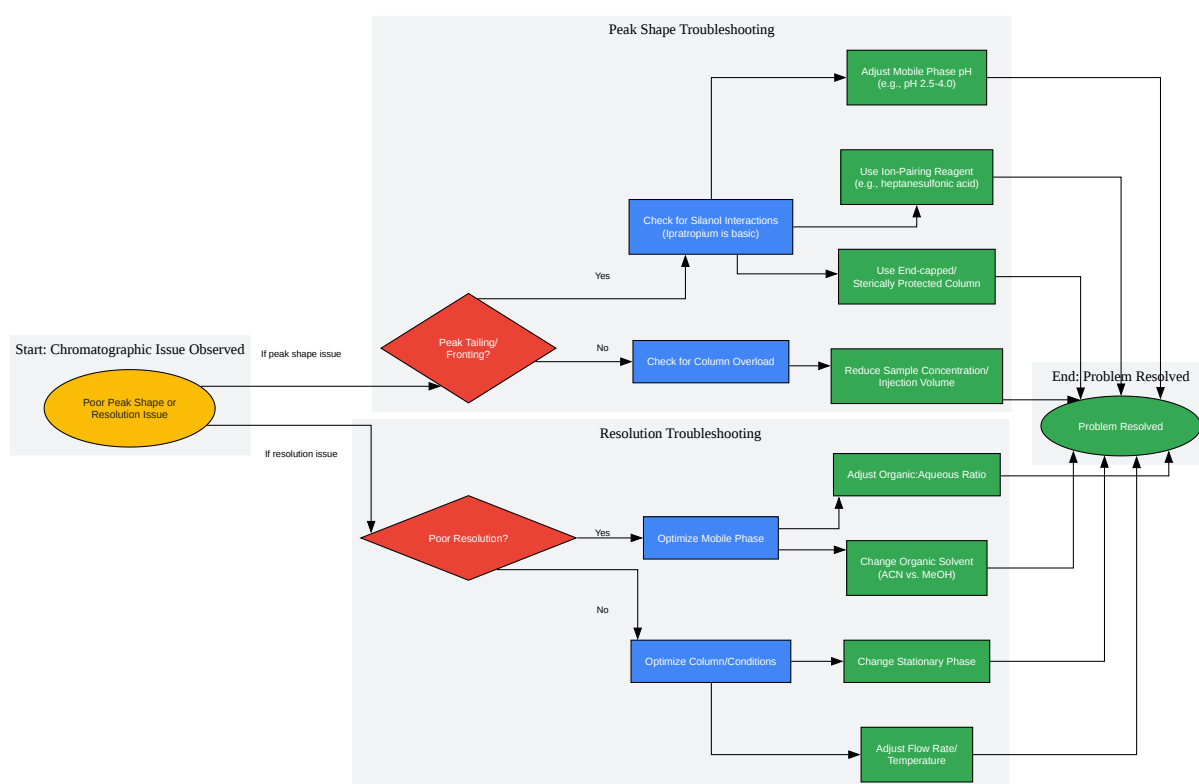 Peak Shape Troubleshooting
Adjust Mobile Phase pH
(e.g., pH 2.5-4.0)
Use Ion-Pairing Reagent
(e.g., heptanesulfonic acid)
Check for Silanol Interactions
(Ipratropium is basic)
Use End-capped/
Sterically Protected Column
Yes
Peak Tailing/
Fronting?
No
Check for Column Overload
Reduce Sample Concentration/
Injection Volume
Start: Chromatographic Issue Observed
If peak shape issue
Poor Peak Shape or
Resolution Issue
If resolution issue
End: Problem Resolved
Problem Resolved
Resolution Troubleshooting
Adjust Organic:Aqueous Ratio
Poor Resolution?
Yes
Optimize Mobile Phase
Change Organic Solvent
(ACN vs. MeOH)
No
Optimize Column/Conditions
Change Stationary Phase
Adjust Flow Rate/
Temperature